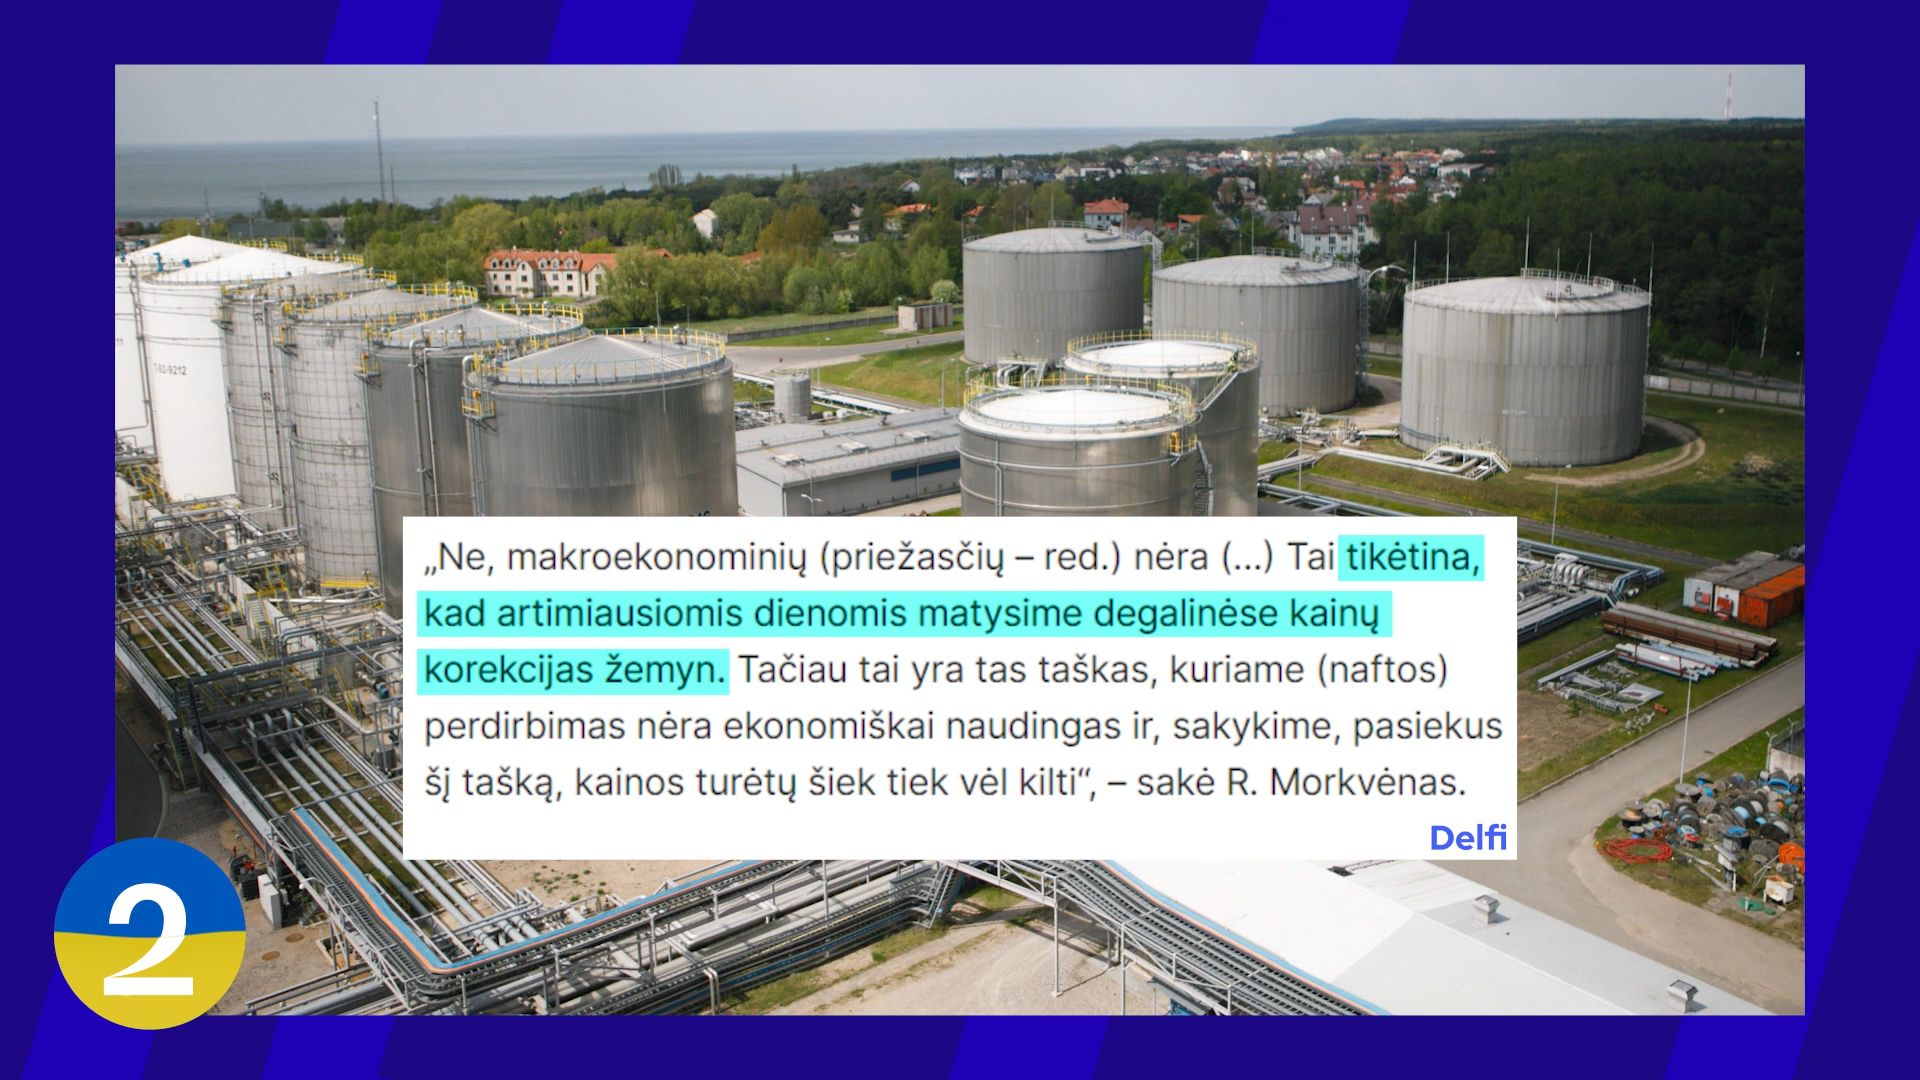 T-92-9212
„Ne, makroekonominių (priežasčių – red.) nėra (...) Tai tikėtina,
kad artimiausiomis dienomis matysime degalinėse kainų
korekcijas žemyn. Tačiau tai yra tas taškas, kuriame (naftos)
perdirbimas nėra ekonomiškai naudingas ir, sakykime, pasiekus
šį tašką, kainos turėtų šiek tiek vėl kilti“, – sakė R. Morkvėnas.
Delfi
2